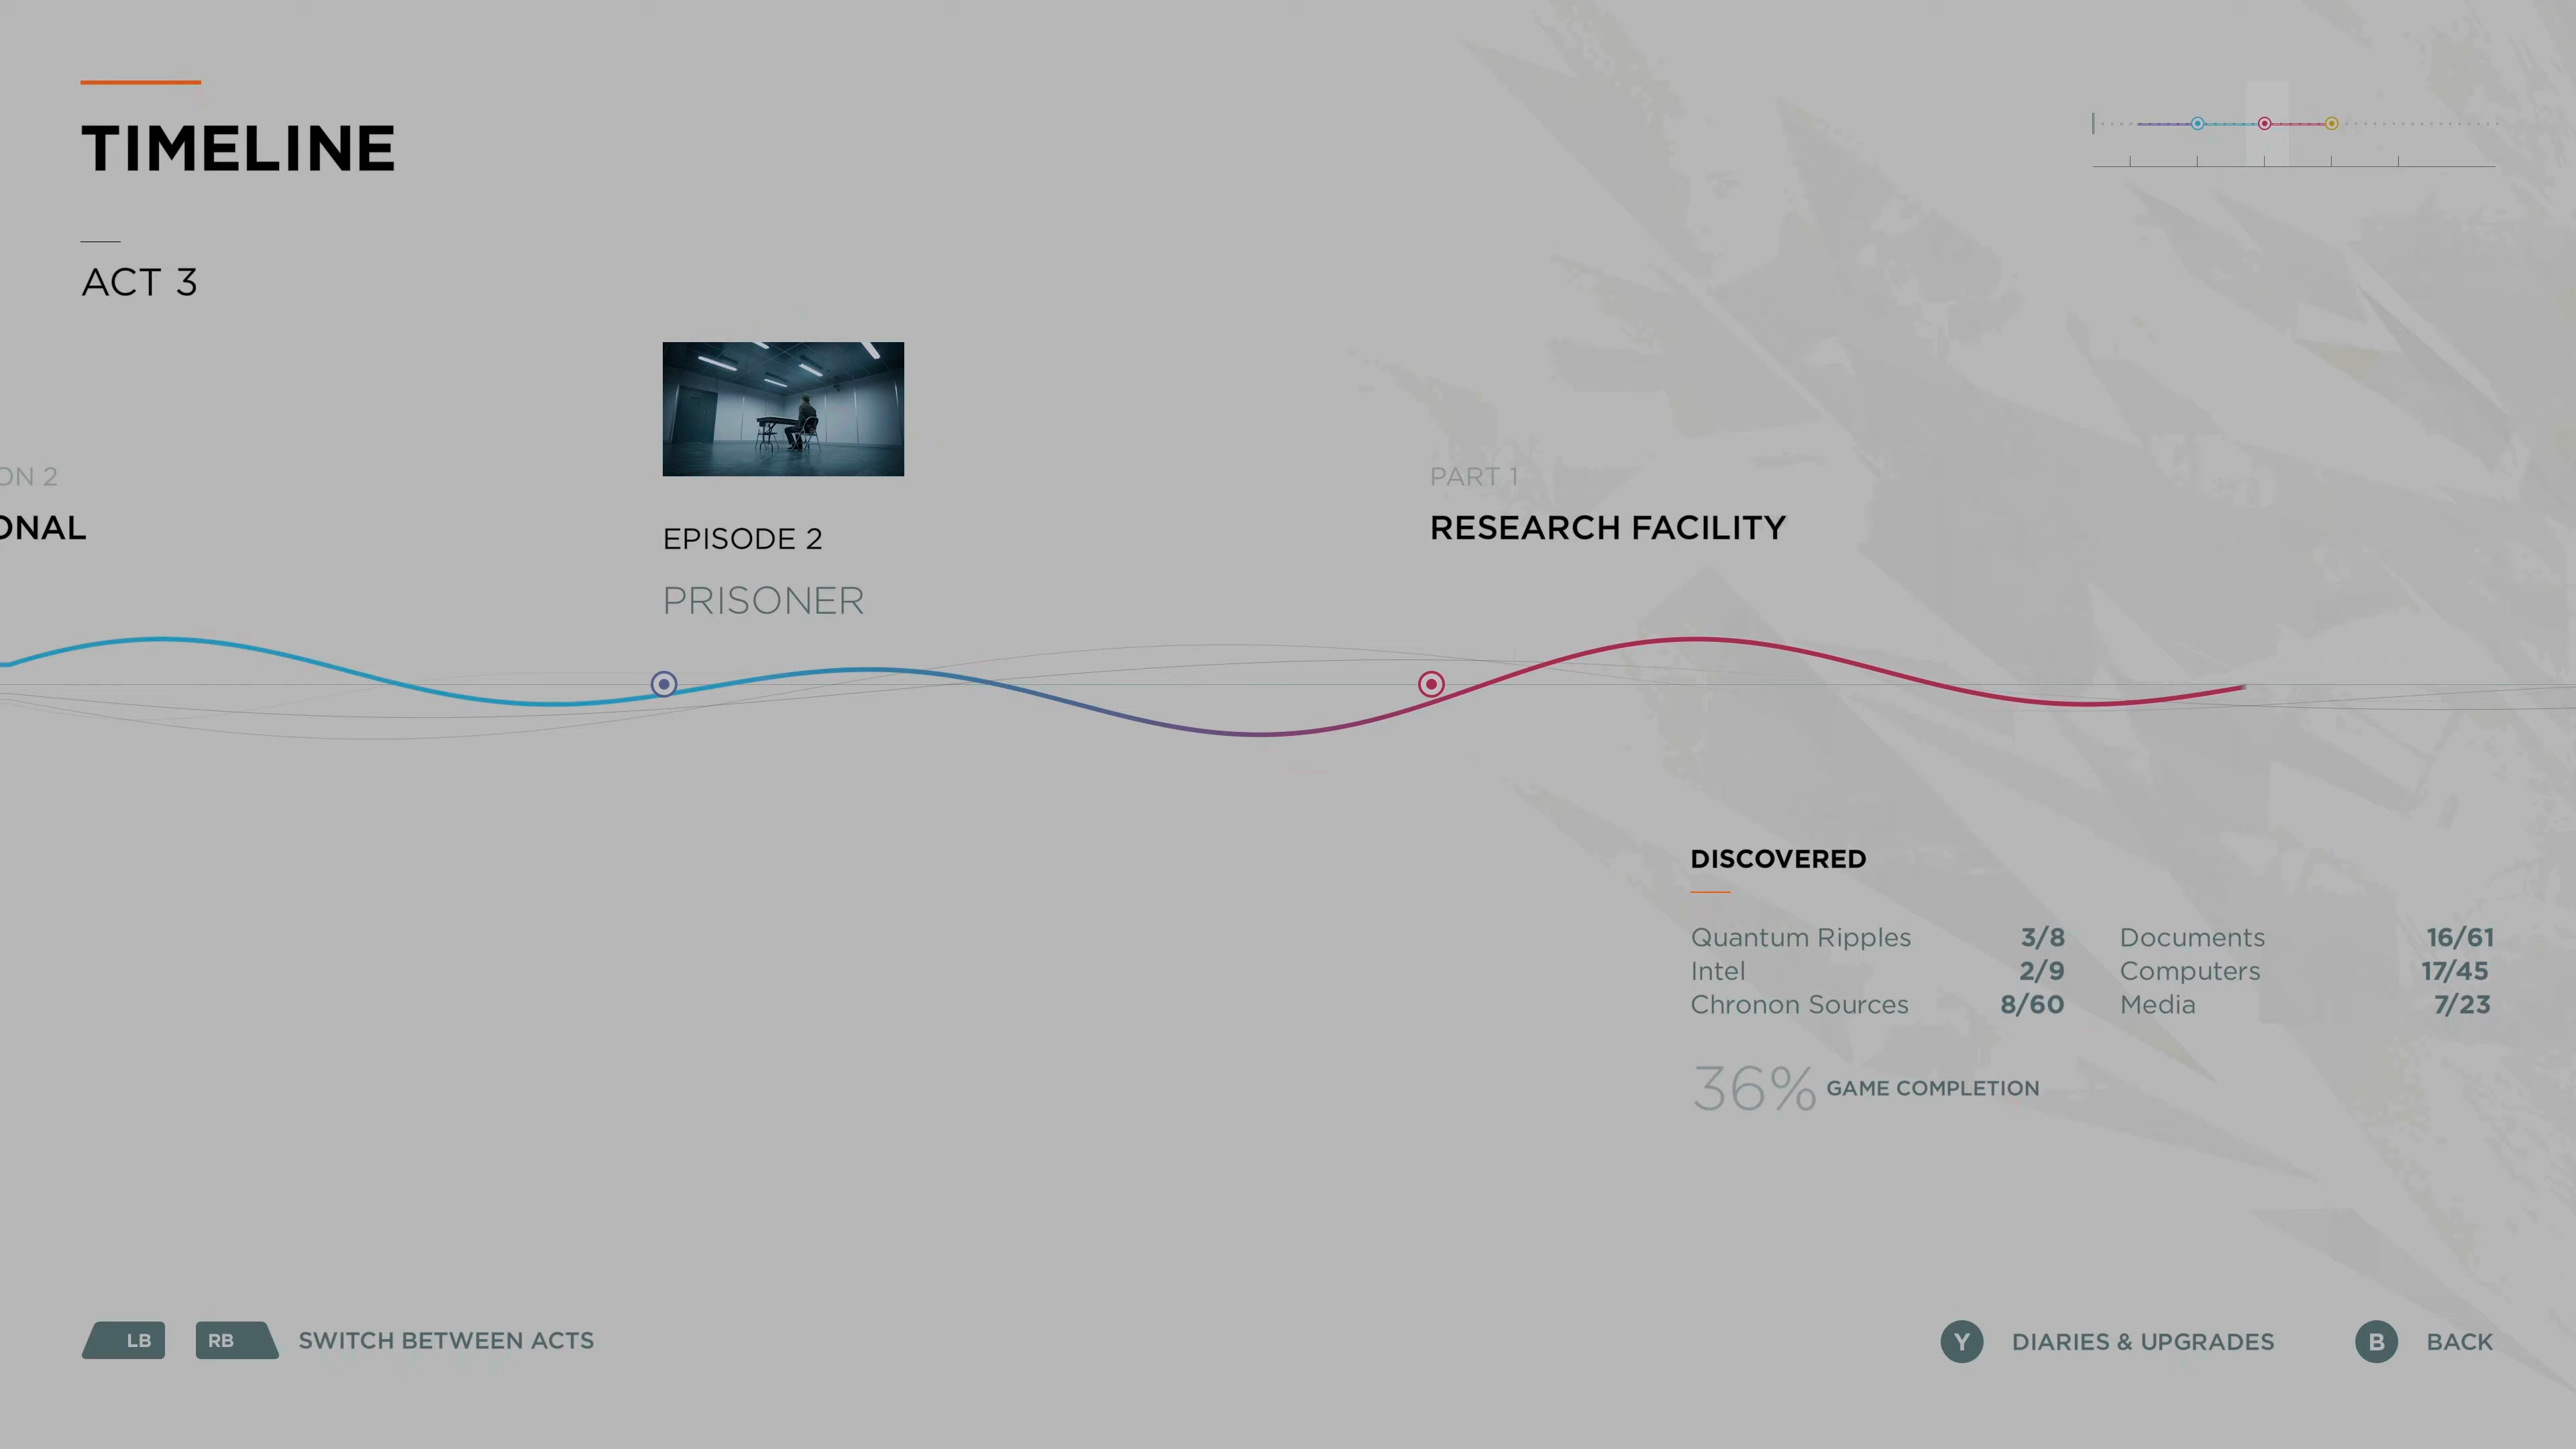 TIMELINE
ACT 3
ON 2
ONAL
EPISODE 2
PRISONER
PART 1
RESEARCH FACILITY
DISCOVERED
Quantum Ripples 3/8 Documents 16/61
Intel 2/9 Computers 17/45
Chronon Sources 8/60 Media 7/23
36% GAME COMPLETION
LB RB SWITCH BETWEEN ACTS
Y DIARIES & UPGRADES B BACK